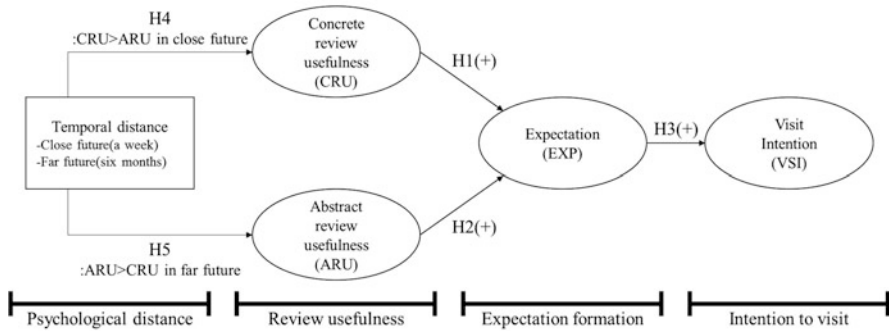 H4
:CRU>ARU in close future
Concrete
review
usefulness
(CRU)
H1(+)
Temporal distance
-Close future(a week)
-Far future(six months)
Expectation
(EXP)
H3(+)
Visit
Intention
(VSI)
Abstract
review
usefulness
(ARU)
H2(+)
H5
:ARU>CRU in far future
Psychological distance
Review usefulness
Expectation formation
Intention to visit